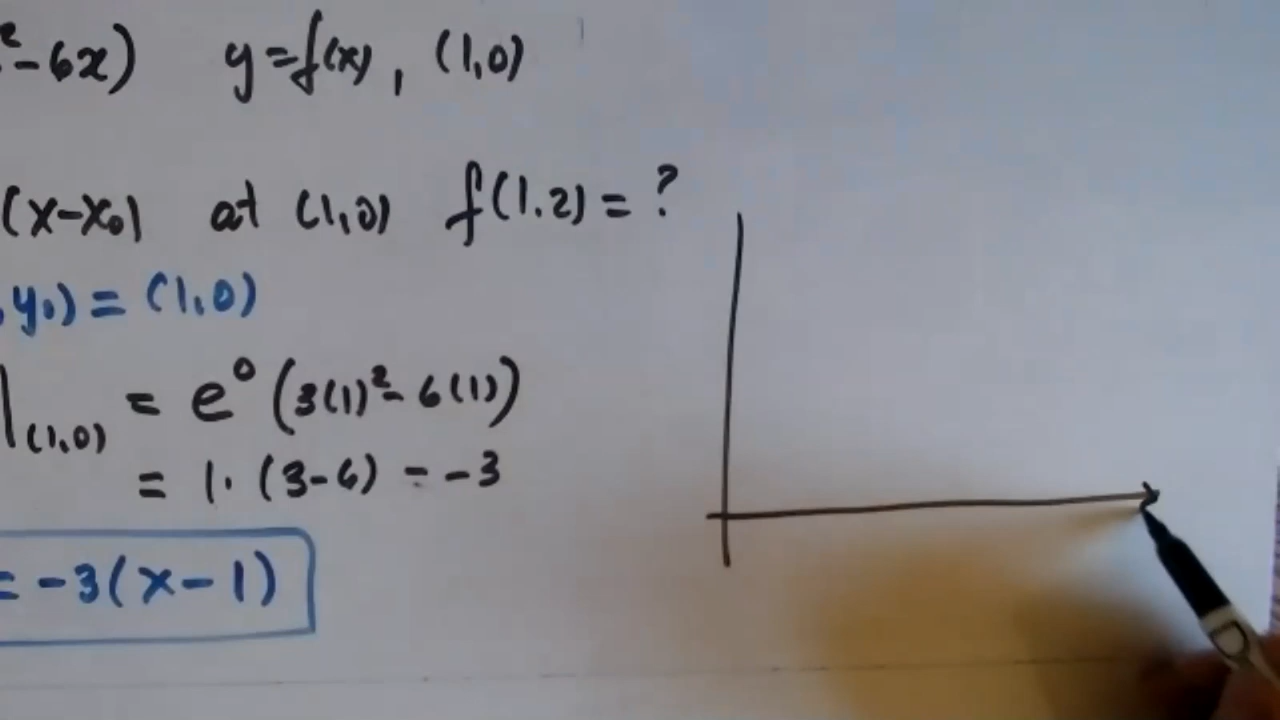 ²-6x) y=f(x), (1,0)
(x-x₀) at (1,0) f(1.2)=?
,y₀)=(1,0)
|(1,0) = e⁰(3(1)²-6(1))
= 1·(3-6) = -3
= -3(x-1)